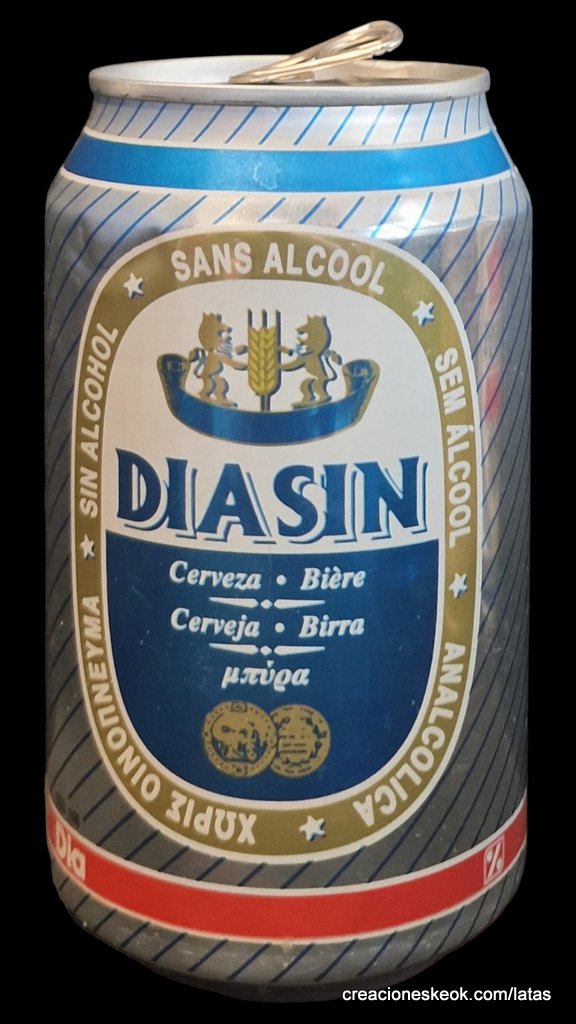 SANS ALCOOL
SIN ALCOHOL
SEM ÁLCOOL
DIASIN
Cerveza • Bière
Cerveja • Birra
μπύρα
ΧΩΡΙΣ ΟΙΝΟΠΝΕΥΜΑ
ANALCOLICA
Dia
%
creacioneskeok.com/latas